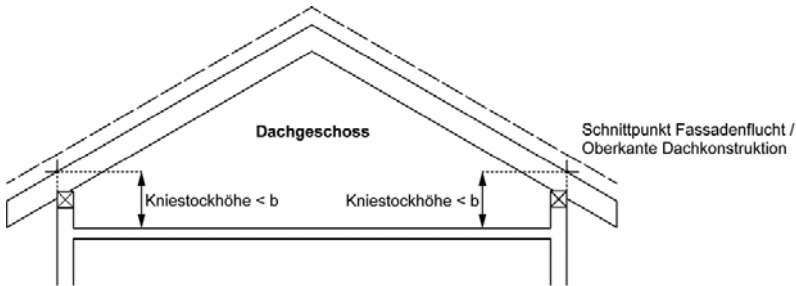 Dachgeschoss
Schnittpunkt Fassadenflucht /
Oberkante Dachkonstruktion
Kniestockhöhe < b
Kniestockhöhe < b